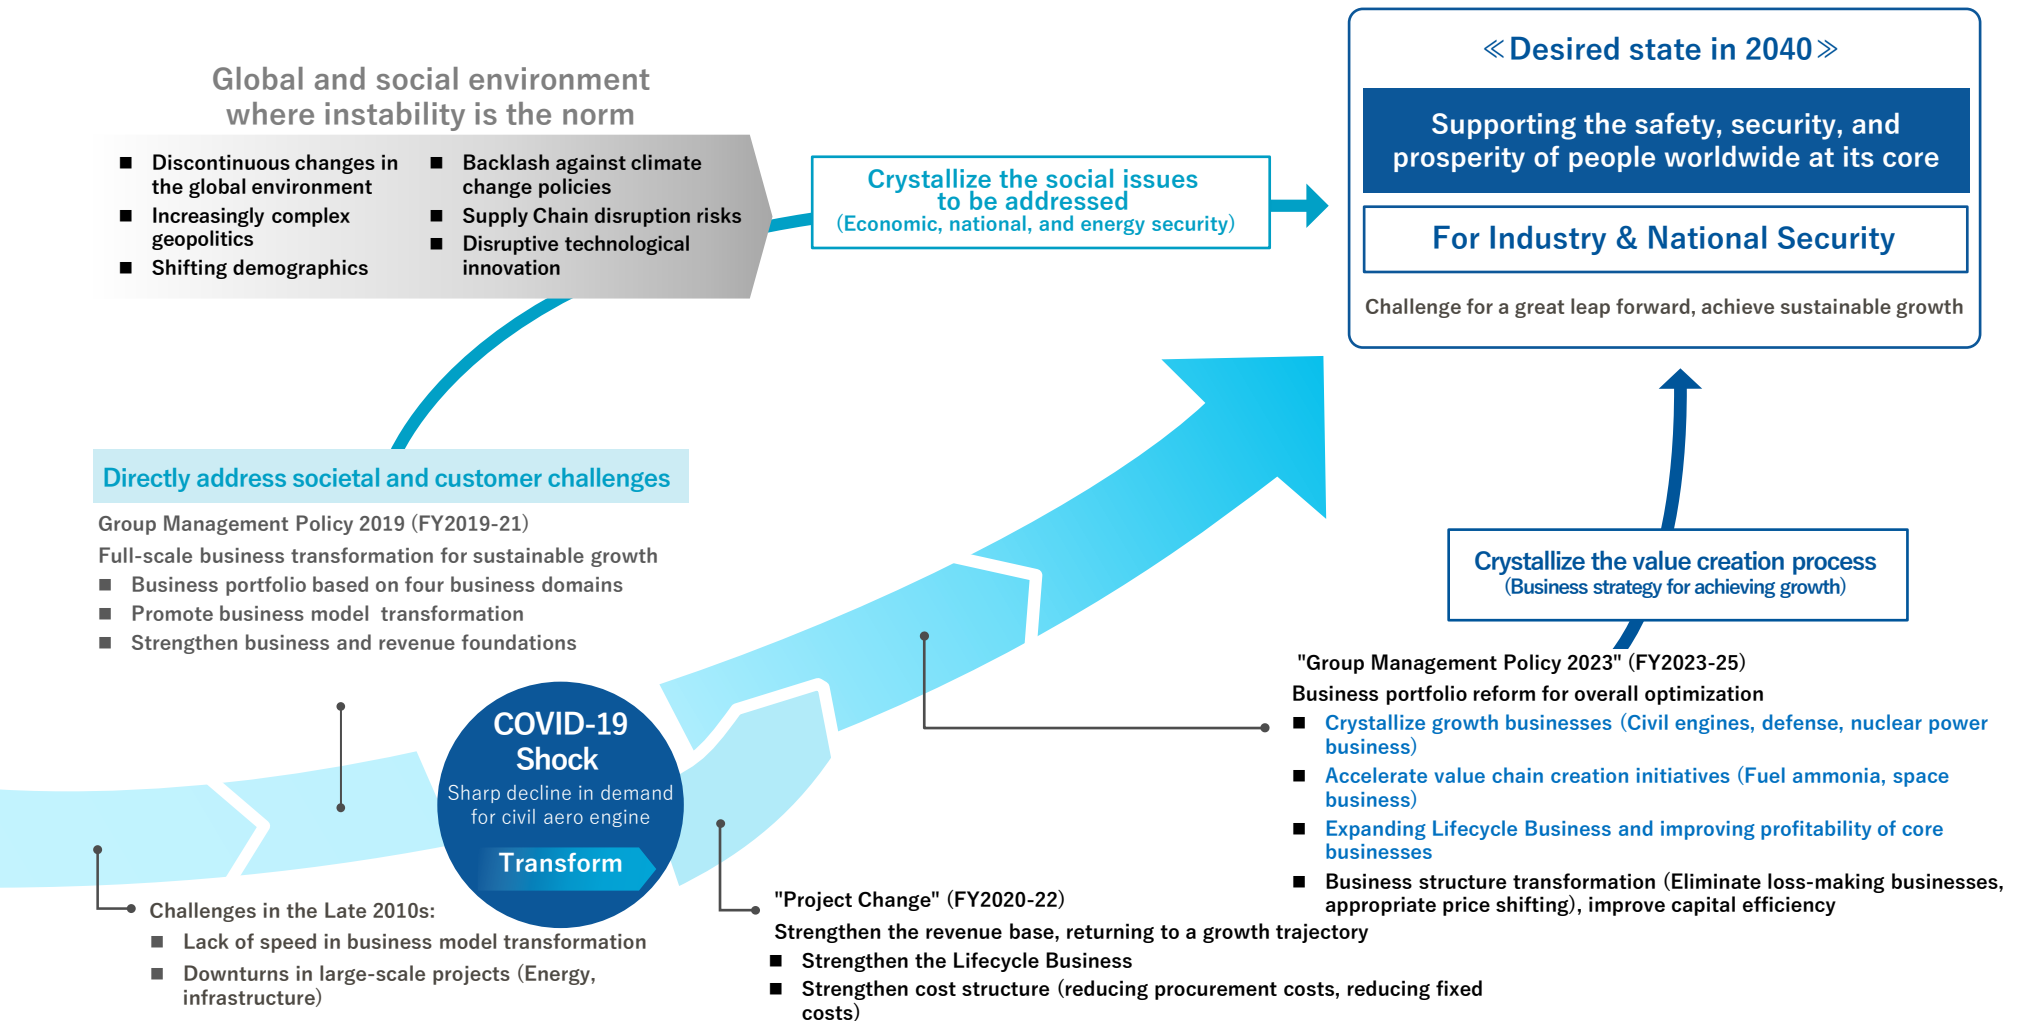 Global and social environment
where instability is the norm
■ Discontinuous changes in
the global environment
■ Increasingly complex
geopolitics
■ Shifting demographics
■ Backlash against climate
change policies
■ Supply Chain disruption risks
■ Disruptive technological
innovation
Crystallize the social issues
to be addressed
(Economic, national, and energy security)
≪Desired state in 2040≫
Supporting the safety, security, and
prosperity of people worldwide at its core
For Industry & National Security
Challenge for a great leap forward, achieve sustainable growth
Directly address societal and customer challenges
Group Management Policy 2019 (FY2019-21)
Full-scale business transformation for sustainable growth
■ Business portfolio based on four business domains
■ Promote business model transformation
■ Strengthen business and revenue foundations
COVID-19
Shock
Sharp decline in demand
for civil aero engine
Transform
Challenges in the Late 2010s:
■ Lack of speed in business model transformation
■ Downturns in large-scale projects (Energy,
infrastructure)
"Project Change" (FY2020-22)
Strengthen the revenue base, returning to a growth trajectory
■ Strengthen the Lifecycle Business
■ Strengthen cost structure (reducing procurement costs, reducing fixed
costs)
Crystallize the value creation process
(Business strategy for achieving growth)
"Group Management Policy 2023" (FY2023-25)
Business portfolio reform for overall optimization
■ Crystallize growth businesses (Civil engines, defense, nuclear power
business)
■ Accelerate value chain creation initiatives (Fuel ammonia, space
business)
■ Expanding Lifecycle Business and improving profitability of core
businesses
■ Business structure transformation (Eliminate loss-making businesses,
appropriate price shifting), improve capital efficiency